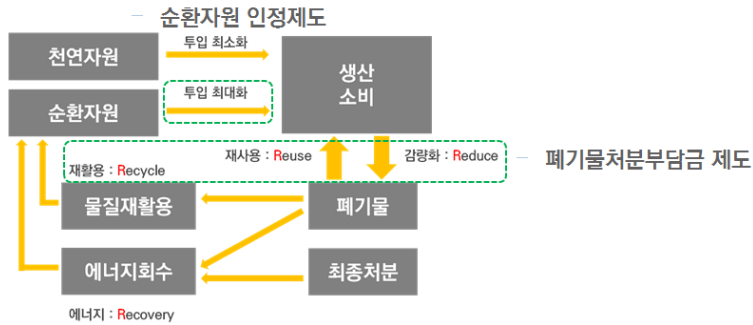 순환자원 인정제도
천연자원
투입 최소화
생산
소비
순환자원
투입 최대화
재사용 : Reuse
감량화 : Reduce
폐기물처분부담금 제도
재활용 : Recycle
물질재활용
폐기물
에너지회수
최종처분
에너지 : Recovery